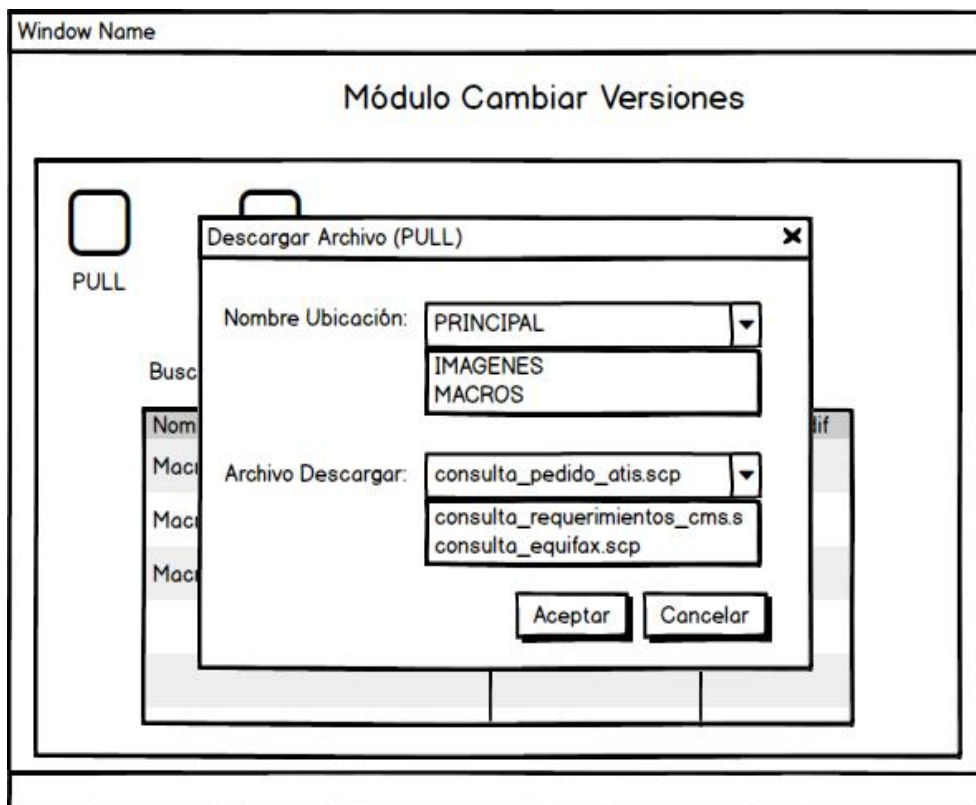 Window Name
Módulo Cambiar Versiones
PULL
Descargar Archivo (PULL)
Nombre Ubicación:
PRINCIPAL
IMAGENES
MACROS
Archivo Descargar:
consulta_pedido_atis.scp
consulta_requerimientos_cms.s
consulta_equifax.scp
Aceptar
Cancelar